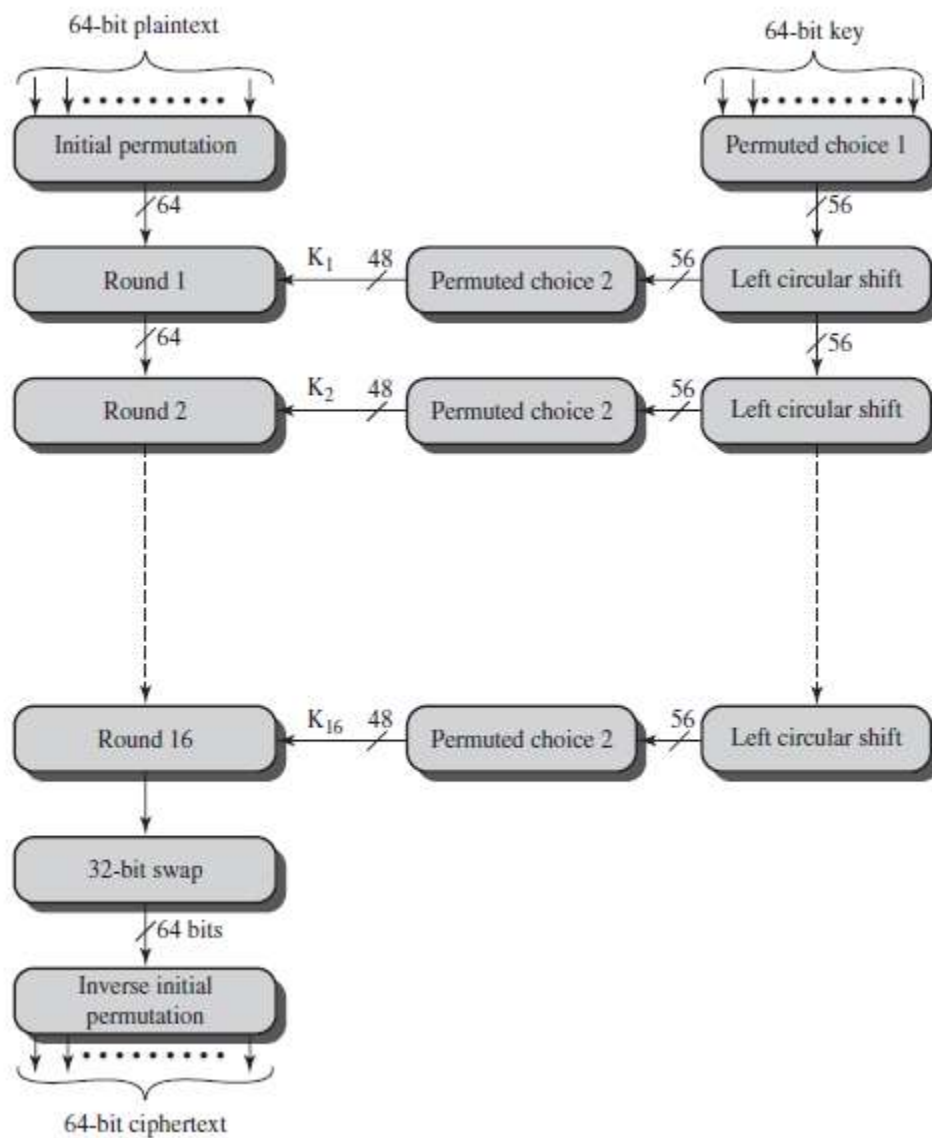 64-bit plaintext
64-bit key
Initial permutation
Permuted choice 1
64
56
Round 1
K1
48
Permuted choice 2
56
Left circular shift
64
56
Round 2
K2
48
Permuted choice 2
56
Left circular shift
Round 16
K16
48
Permuted choice 2
56
Left circular shift
32-bit swap
64 bits
Inverse initial
permutation
64-bit ciphertext